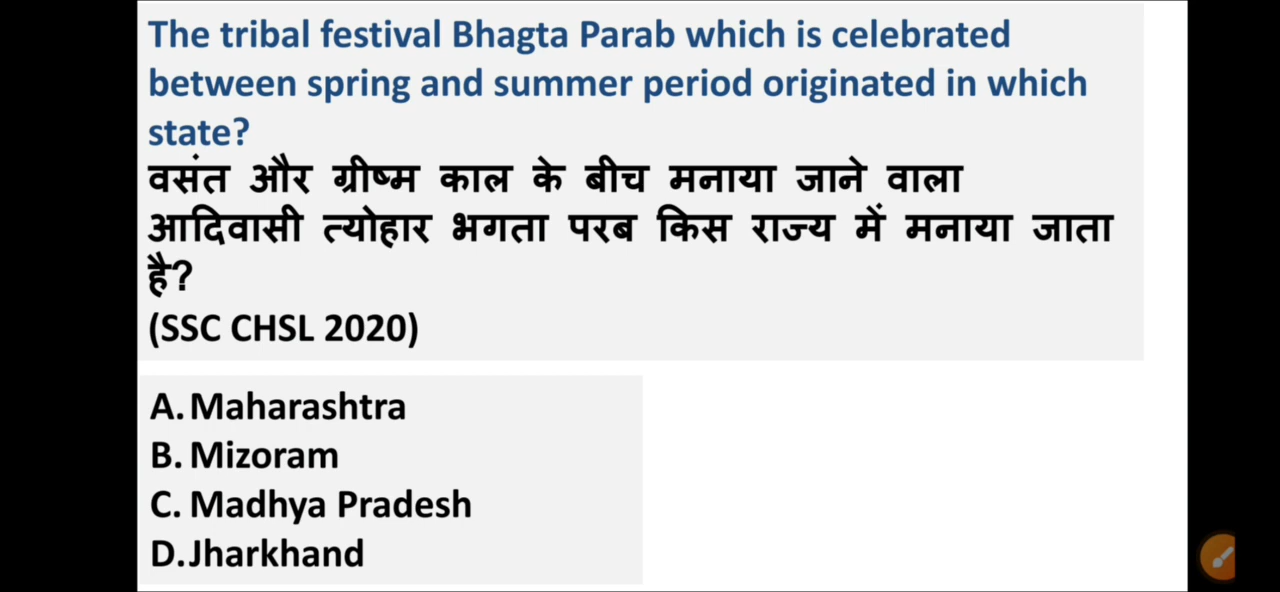 The tribal festival Bhagta Parab which is celebrated
between spring and summer period originated in which
state?
वसंत और ग्रीष्म काल के बीच मनाया जाने वाला
आदिवासी त्योहार भगता परब किस राज्य में मनाया जाता
है?
(SSC CHSL 2020)
A. Maharashtra
B. Mizoram
C. Madhya Pradesh
D. Jharkhand